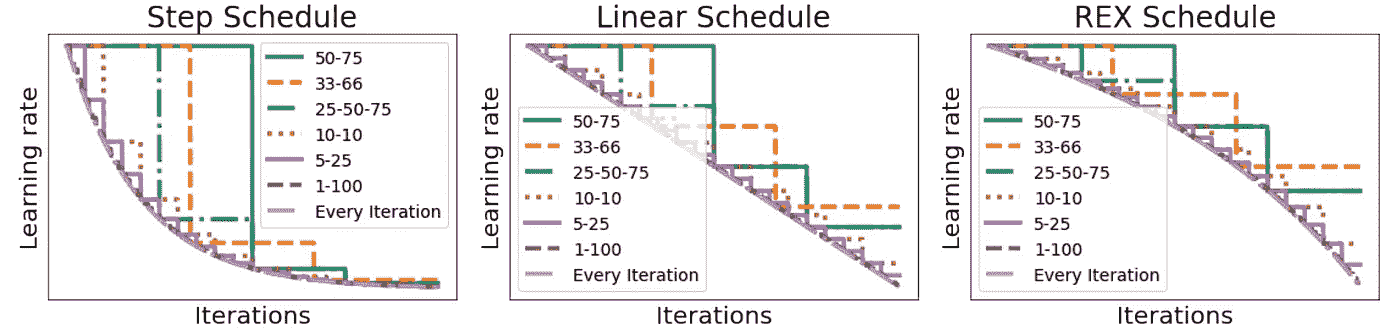 Step Schedule
Learning rate
50-75
33-66
25-50-75
10-10
5-25
1-100
Every Iteration
Iterations
Linear Schedule
Learning rate
50-75
33-66
25-50-75
10-10
5-25
1-100
Every Iteration
Iterations
REX Schedule
Learning rate
50-75
33-66
25-50-75
10-10
5-25
1-100
Every Iteration
Iterations